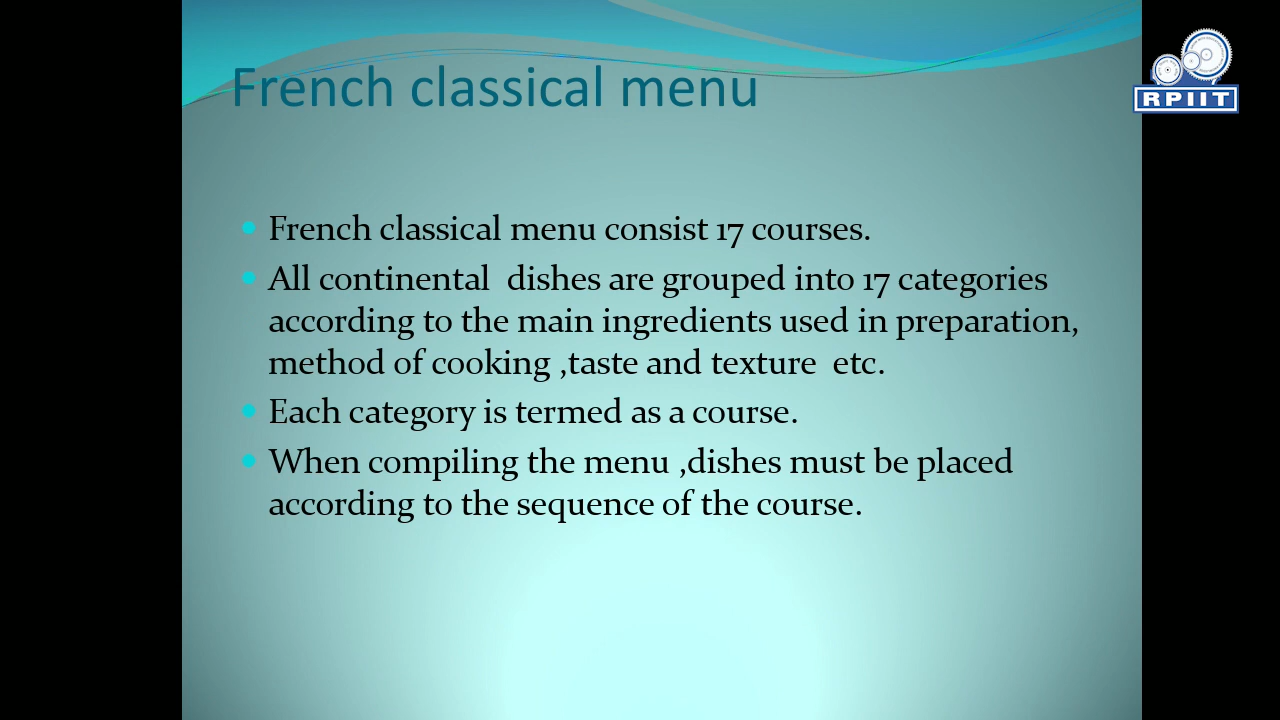 French classical menu
RPIIT
French classical menu consist 17 courses.
All continental  dishes are grouped into 17 categories
according to the main ingredients used in preparation,
method of cooking ,taste and texture  etc.
Each category is termed as a course.
When compiling the menu ,dishes must be placed
according to the sequence of the course.